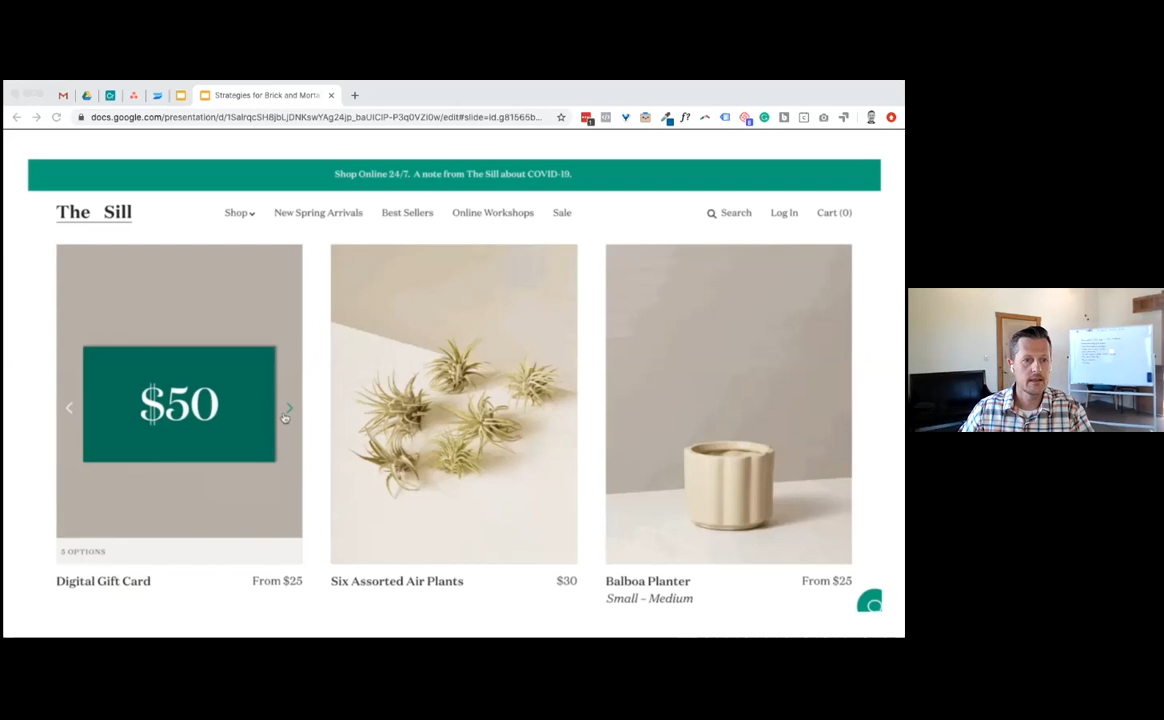 Strategies for Brick and Morta
docs.google.com/presentation/d/1SalrqcSH8jbLjDNKswYAg24jp_baUIClP-P3q0VZi0w/edit#slide=id.g81565b...
Shop Online 24/7. A note from The Sill about COVID-19.
The Sill
Shop New Spring Arrivals Best Sellers Online Workshops Sale Search Log In Cart (0)
$50
5 OPTIONS
Digital Gift Card From $25
Six Assorted Air Plants $30
Balboa Planter From $25
Small – Medium